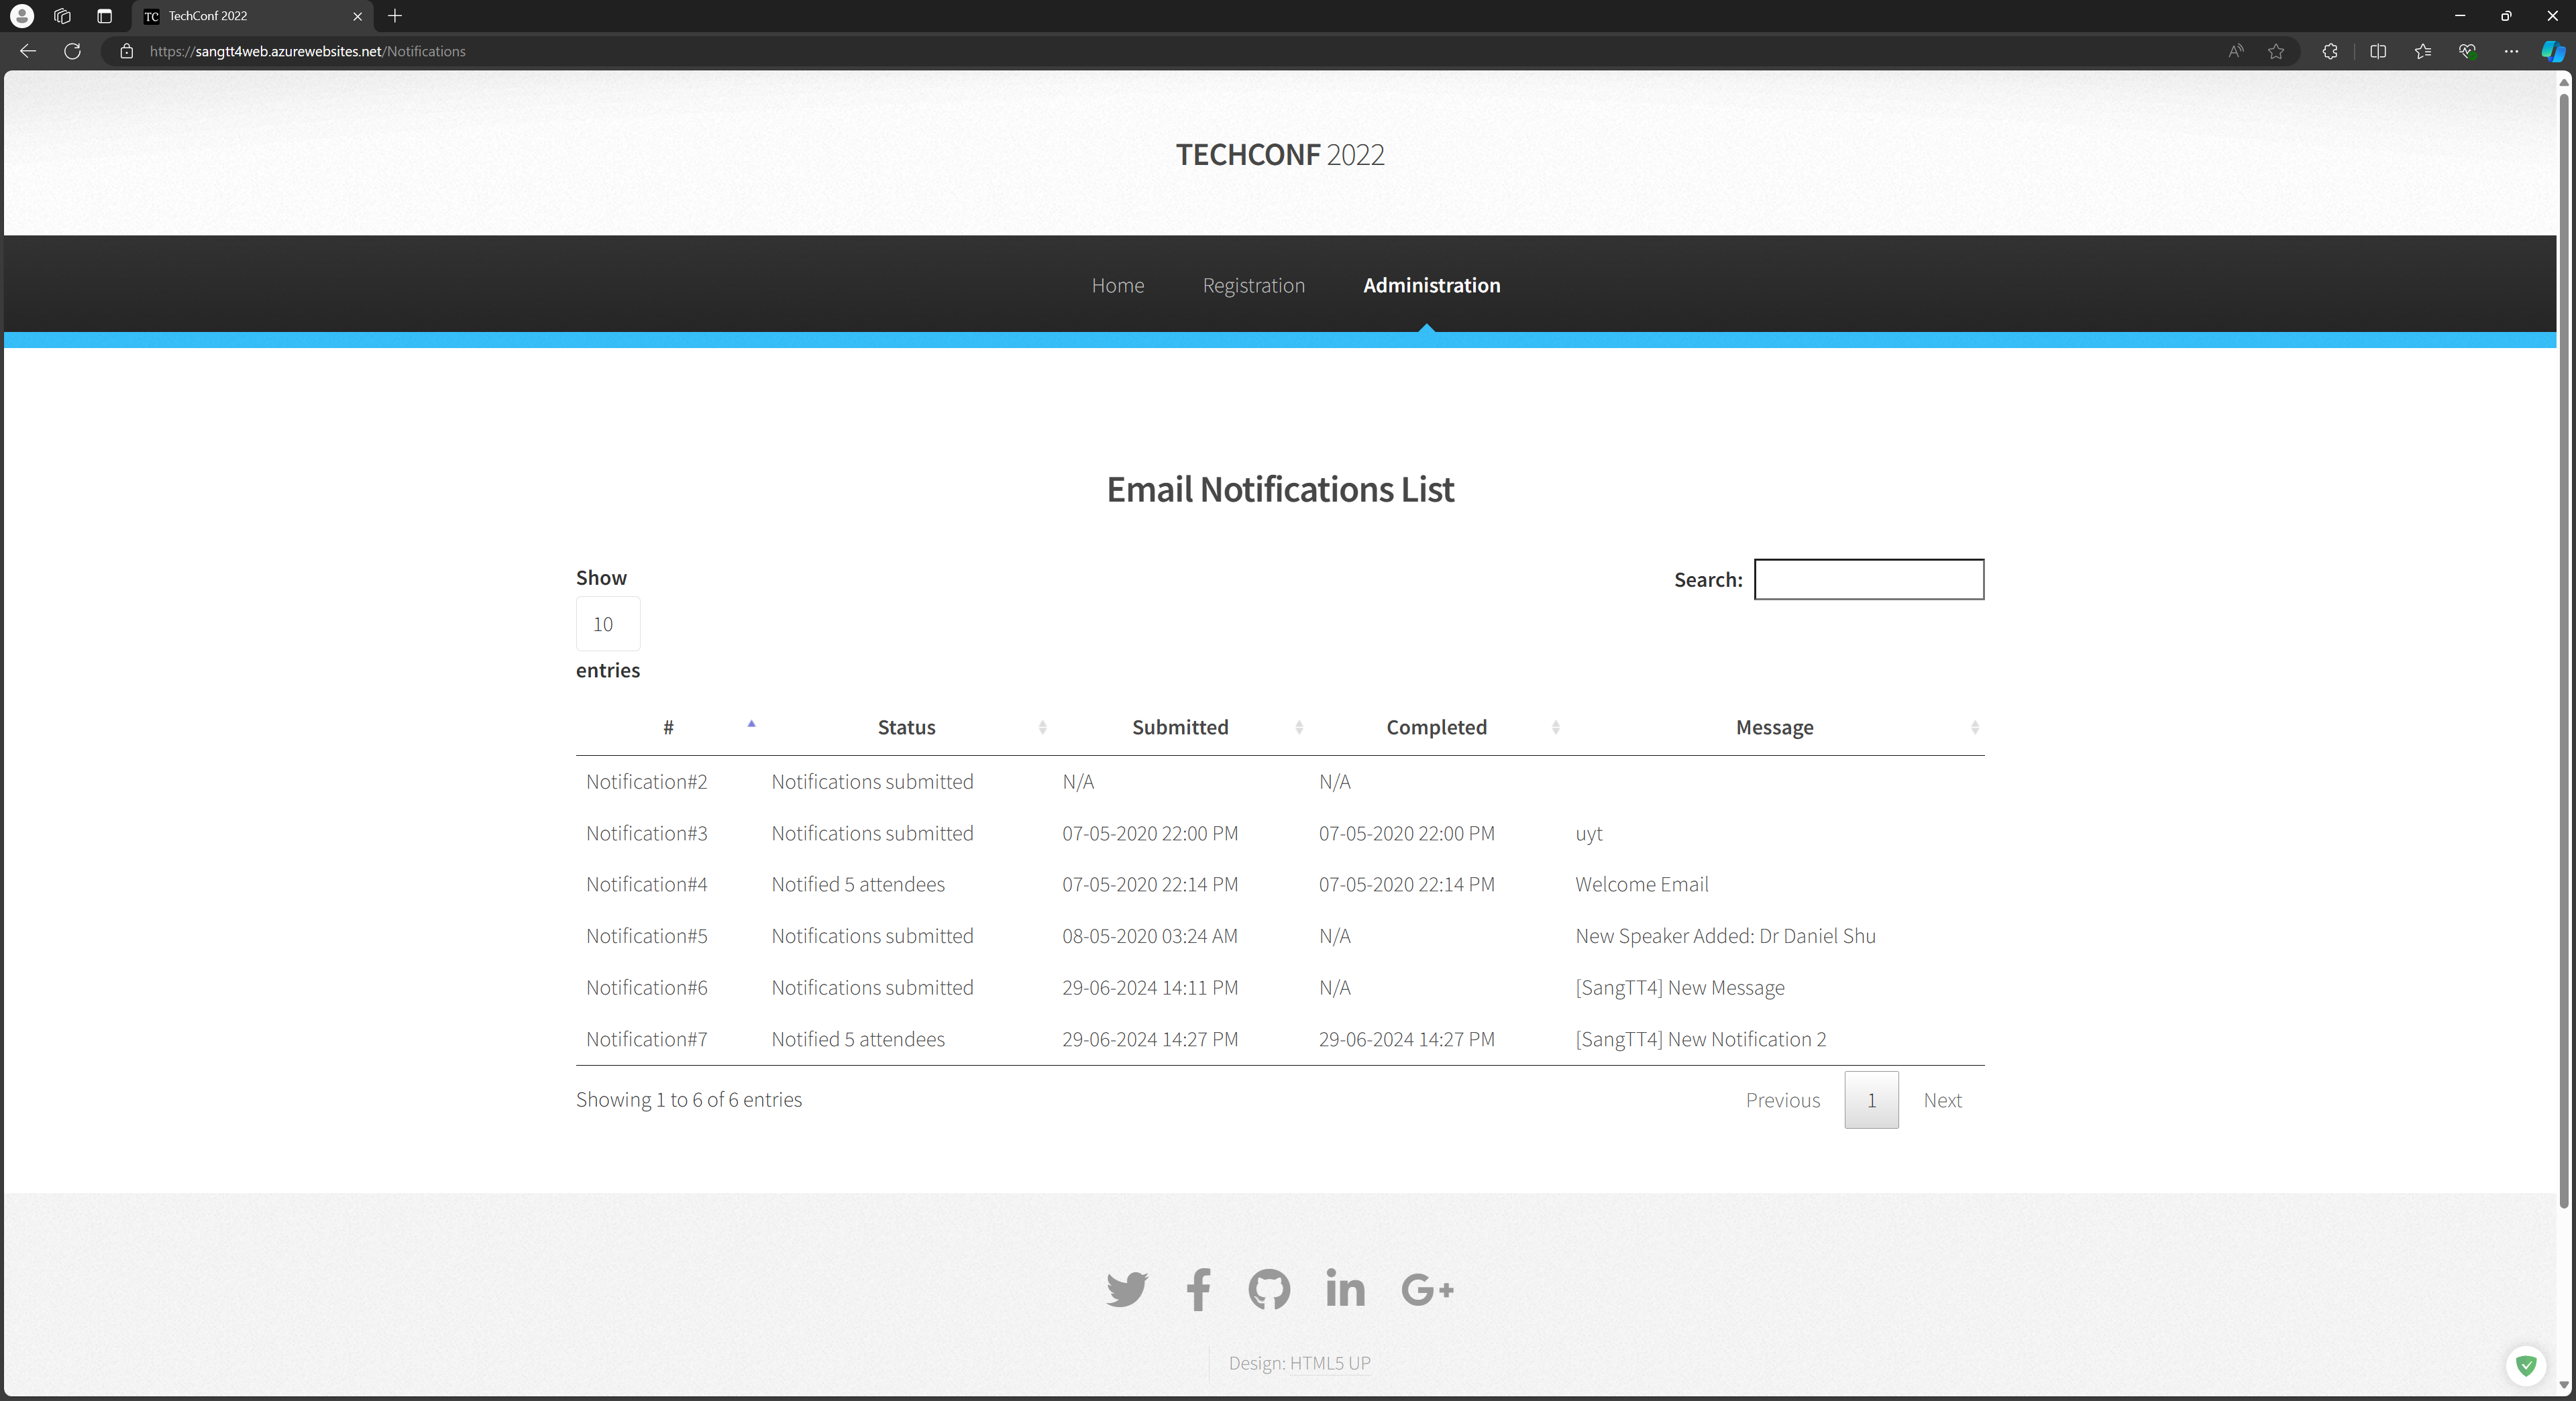 TC TechConf 2022
https://sangtt4web.azurewebsites.net/Notifications
TECHCONF 2022
Home Registration Administration
Email Notifications List
Show
10
entries
Search:
# Status Submitted Completed Message
Notification#2 Notifications submitted N/A N/A
Notification#3 Notifications submitted 07-05-2020 22:00 PM 07-05-2020 22:00 PM uyt
Notification#4 Notified 5 attendees 07-05-2020 22:14 PM 07-05-2020 22:14 PM Welcome Email
Notification#5 Notifications submitted 08-05-2020 03:24 AM N/A New Speaker Added: Dr Daniel Shu
Notification#6 Notifications submitted 29-06-2024 14:11 PM N/A [SangTT4] New Message
Notification#7 Notified 5 attendees 29-06-2024 14:27 PM 29-06-2024 14:27 PM [SangTT4] New Notification 2
Showing 1 to 6 of 6 entries
Previous 1 Next
Design: HTML5 UP